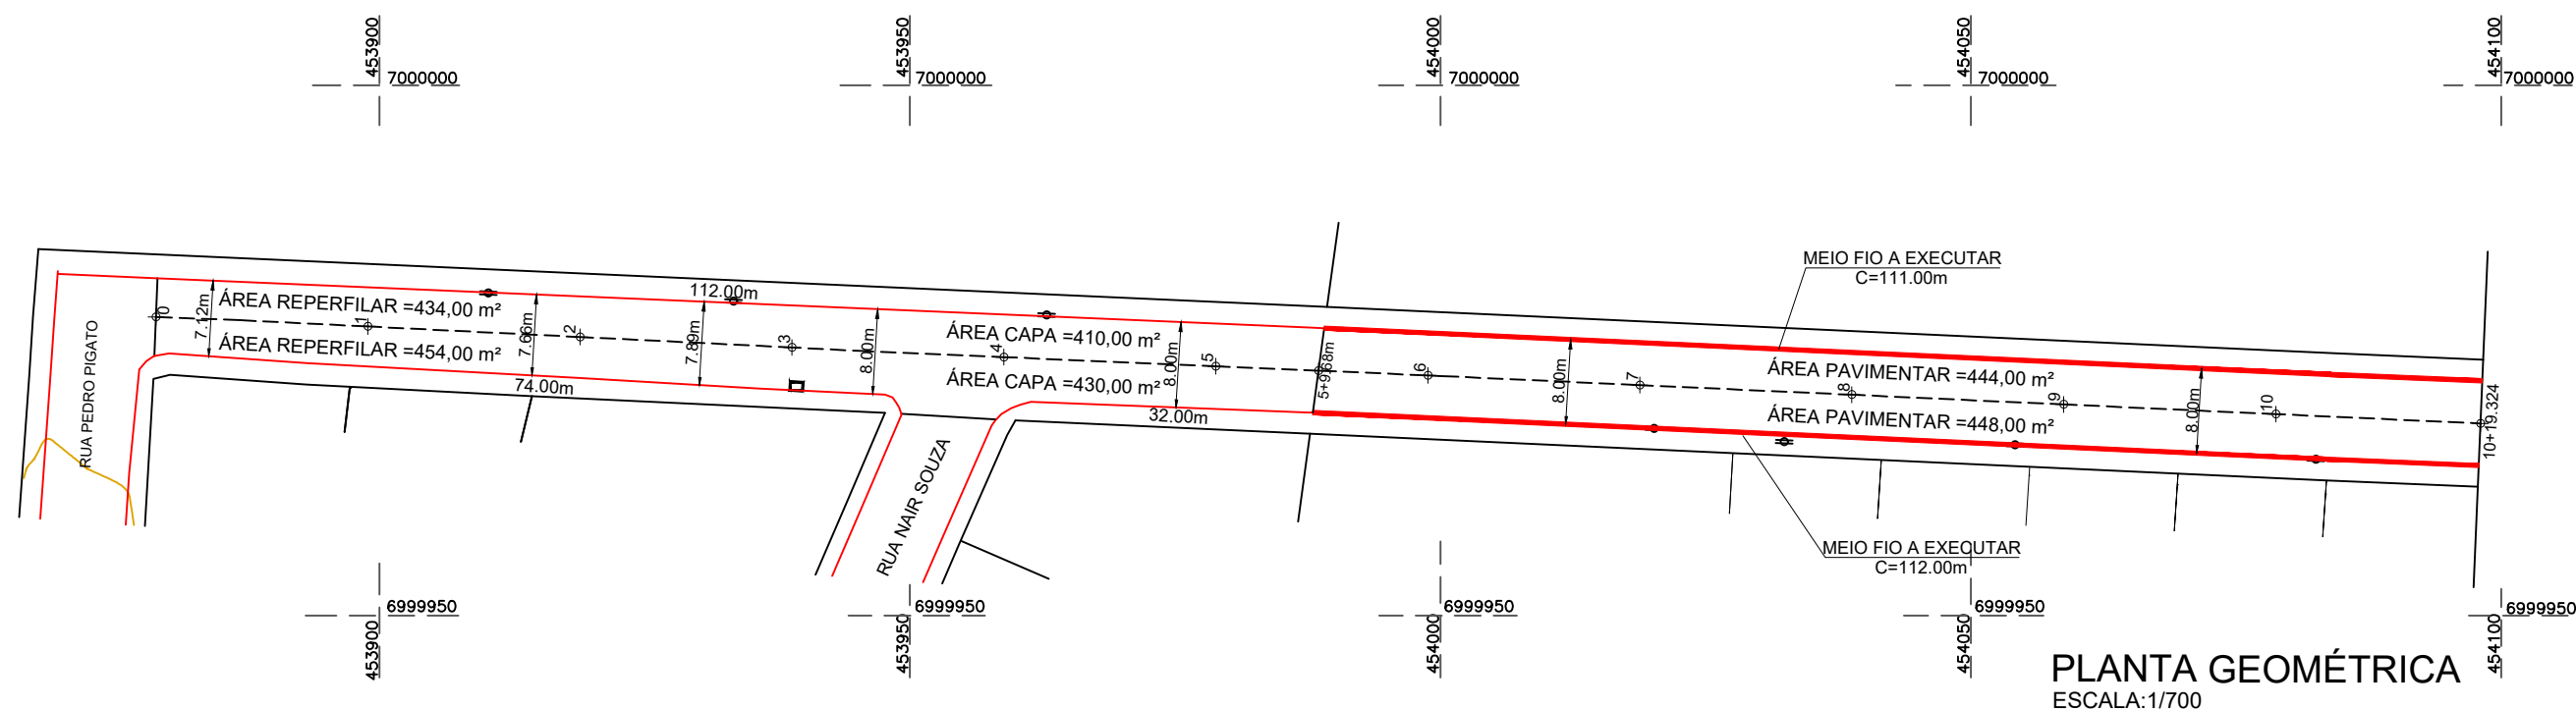 453900
453950
454000
454050
454100
7000000
7000000
7000000
7000000
7000000
MEIO FIO A EXECUTAR
C=111.00m
112.00m
ÁREA REPERFILAR =434,00 m²
ÁREA REPERFILAR =454,00 m²
ÁREA CAPA =410,00 m²
ÁREA CAPA =430,00 m²
ÁREA PAVIMENTAR =444,00 m²
ÁREA PAVIMENTAR =448,00 m²
0
7.12m
1
7.66m
2
7.89m
3
8.00m
4
8.00m
5
5+9.68m
6
8.00m
7
8
9
8.00m
10
10+19.324
74.00m
32.00m
RUA PEDRO PIGATO
RUA NAIR SOUZA
MEIO FIO A EXECUTAR
C=112.00m
6999950
6999950
6999950
6999950
6999950
453900
453950
454000
454050
454100
PLANTA GEOMÉTRICA
ESCALA:1/700